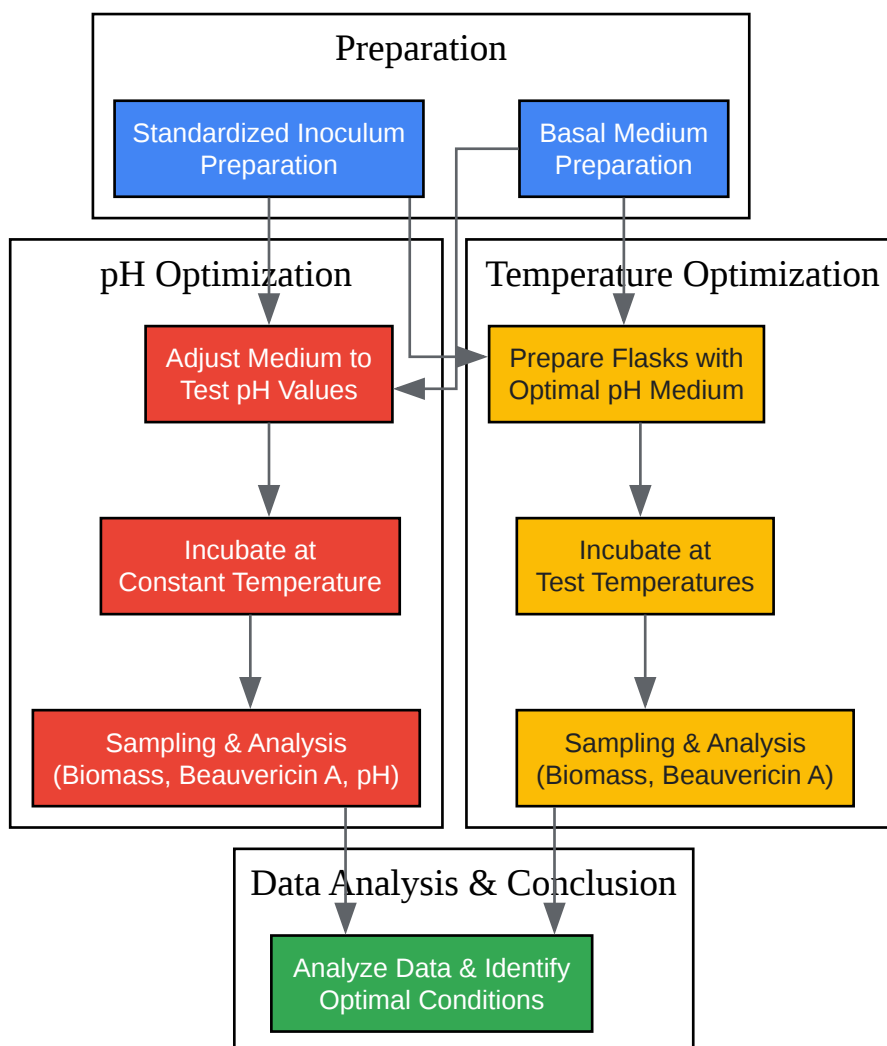 Preparation
Standardized Inoculum
Preparation
Basal Medium
Preparation
pH Optimization
Adjust Medium to
Test pH Values
Incubate at
Constant Temperature
Sampling & Analysis
(Biomass, Beauvericin A, pH)
Temperature Optimization
Prepare Flasks with
Optimal pH Medium
Incubate at
Test Temperatures
Sampling & Analysis
(Biomass, Beauvericin A)
Data Analysis & Conclusion
Analyze Data & Identify
Optimal Conditions